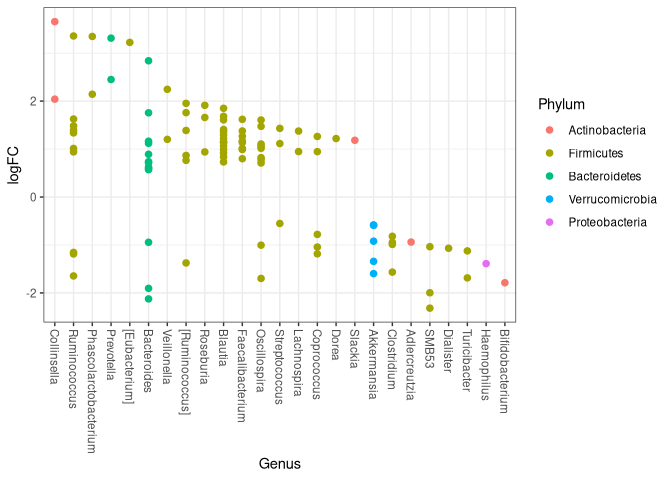 logFC
2
0
-2
Collinsella
Ruminococcus
Phascolarctobacterium
Prevotella
[Eubacterium]
Bacteroides
Veillonella
[Ruminococcus]
Roseburia
Blautia
Faecalibacterium
Oscillospira
Streptococcus
Lachnospira
Coprococcus
Dorea
Slackia
Akkermansia
Clostridium
Adlercreutzia
SMB53
Dialister
Turicibacter
Haemophilus
Bifidobacterium
Genus
Phylum
Actinobacteria
Firmicutes
Bacteroidetes
Verrucomicrobia
Proteobacteria